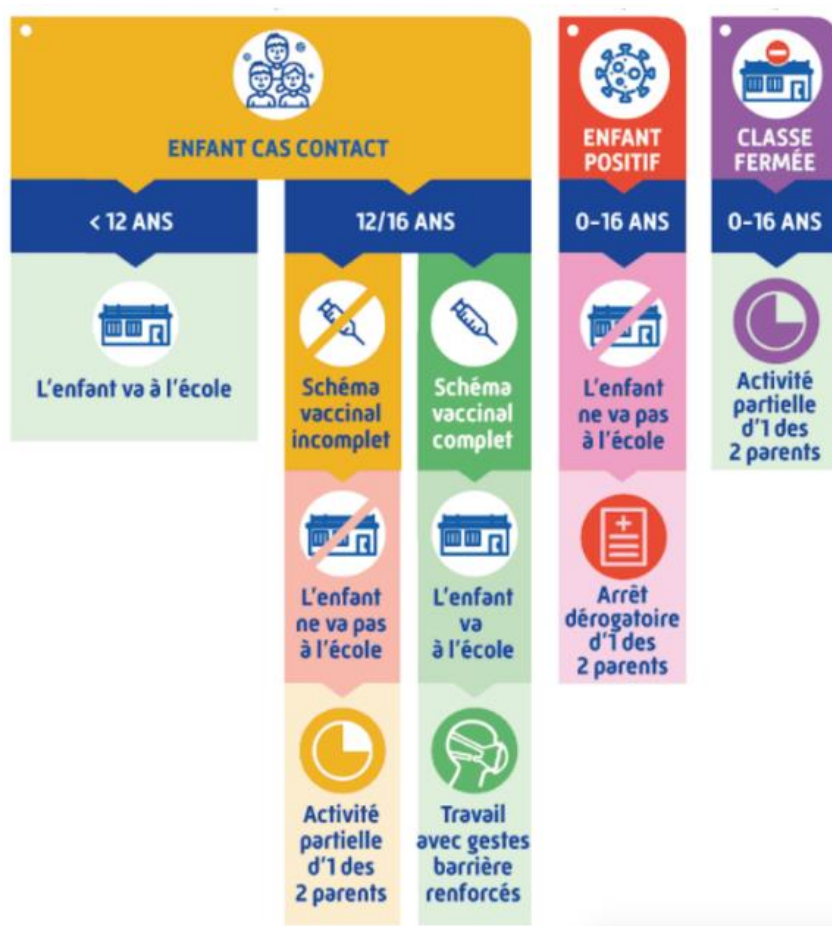 ENFANT CAS CONTACT
< 12 ANS
L'enfant va à l'école
12/16 ANS
Schéma
vaccinal
incomplet
L'enfant
ne va pas
à l'école
Activité
partielle
d'1 des
2 parents
Schéma
vaccinal
complet
L'enfant
va
à l'école
Travail
avec gestes
barrière
renforcés
ENFANT
POSITIF
0-16 ANS
L'enfant
ne va pas
à l'école
Arrêt
dérogatoire
d'1 des
2 parents
CLASSE
FERMÉE
0-16 ANS
Activité
partielle
d'1 des
2 parents